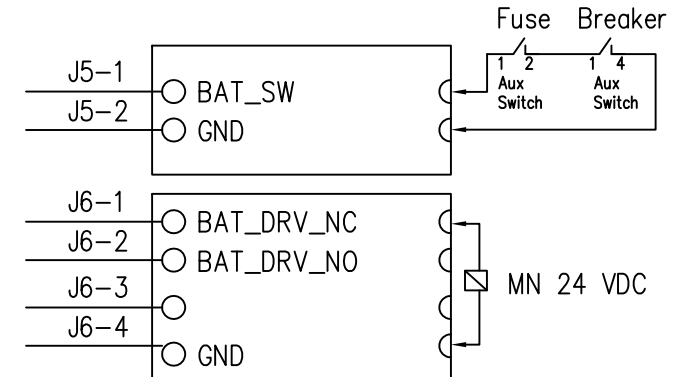 Fuse Breaker
1 2 1 4
Aux Aux
Switch Switch
J5-1 BAT_SW
J5-2 GND
J6-1 BAT_DRV_NC
J6-2 BAT_DRV_NO
J6-3 MN 24 VDC
J6-4 GND